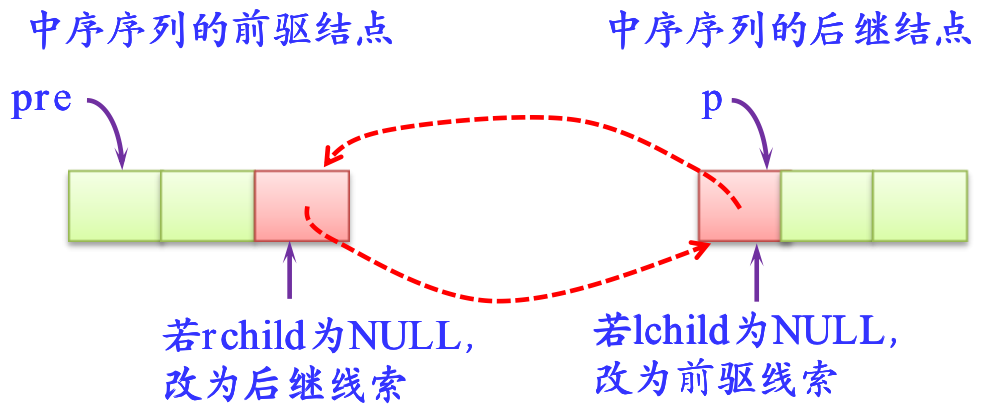 中序序列的前驱结点
中序序列的后继结点
pre
p
若rchild为NULL，
改为后继线索
若lchild为NULL，
改为前驱线索